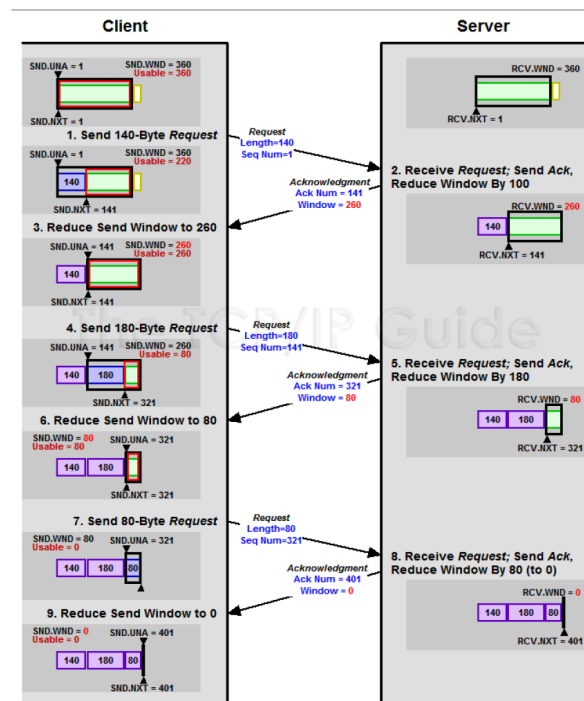 Client
Server
SND.UNA = 1
SND.WND = 360
Usable = 360
SND.NXT = 1
RCV.WND = 360
RCV.NXT = 1
1. Send 140-Byte Request
Request
Length=140
Seq Num=1
SND.UNA = 1
SND.WND = 360
Usable = 220
140
SND.NXT = 141
2. Receive Request; Send Ack,
Reduce Window By 100
Acknowledgment
Ack Num = 141
Window = 260
RCV.WND = 260
140
RCV.NXT = 141
3. Reduce Send Window to 260
SND.UNA = 141
SND.WND = 260
Usable = 260
140
SND.NXT = 141
The TCP/IP Guide
4. Send 180-Byte Request
Request
Length=180
Seq Num=141
SND.UNA = 141
SND.WND = 260
Usable = 80
140
180
SND.NXT = 321
5. Receive Request; Send Ack,
Reduce Window By 180
Acknowledgment
Ack Num = 321
Window = 80
RCV.WND = 80
140
180
RCV.NXT = 321
6. Reduce Send Window to 80
SND.WND = 80
Usable = 80
SND.UNA = 321
140
180
SND.NXT = 321
7. Send 80-Byte Request
Request
Length=80
Seq Num=321
SND.WND = 80
Usable = 0
SND.UNA = 321
140
180
80
8. Receive Request; Send Ack,
Reduce Window By 80 (to 0)
Acknowledgment
Ack Num = 401
Window = 0
RCV.WND = 0
140
180
80
RCV.NXT = 401
9. Reduce Send Window to 0
SND.WND = 0
Usable = 0
SND.UNA = 401
140
180
80
SND.NXT = 401